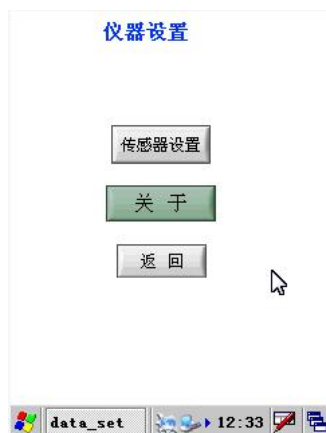 仪器设置
传感器设置
关 于
返 回
data_set 12:33